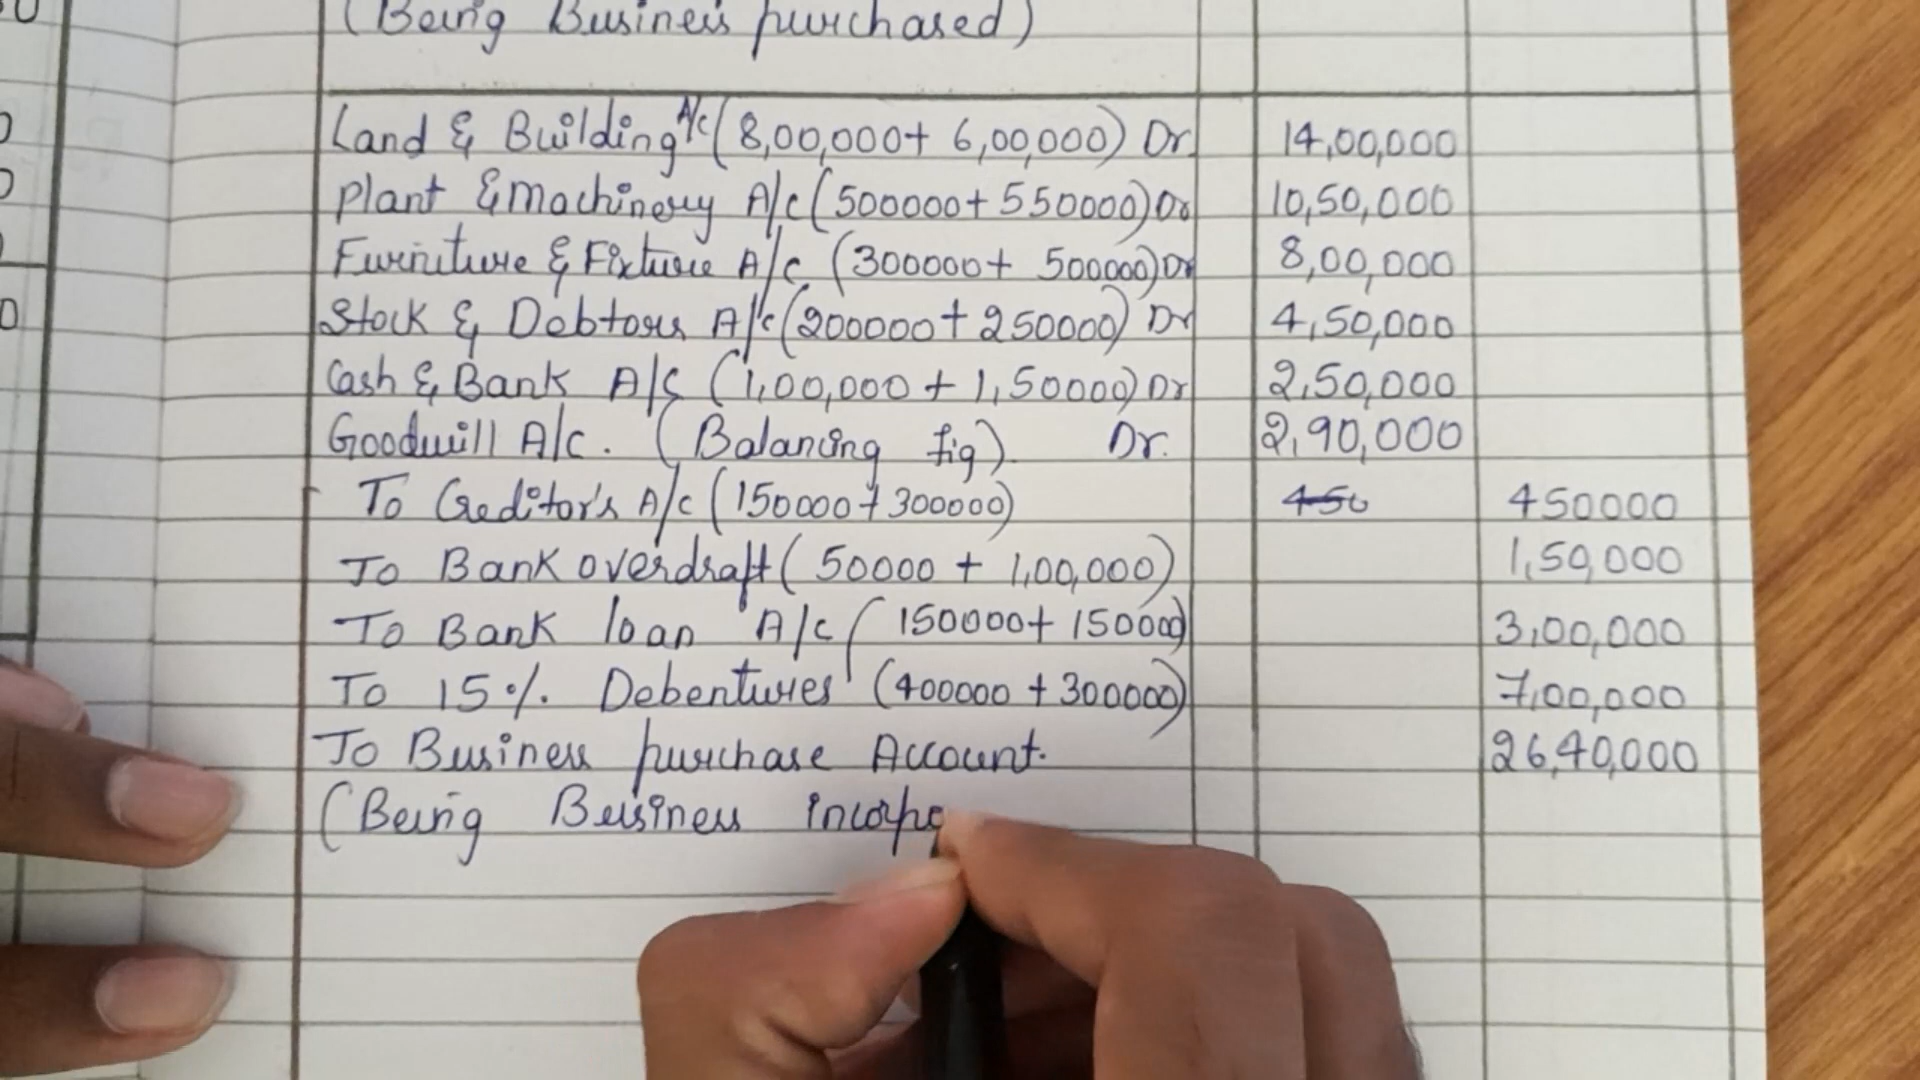 (Being Business purchased)
Land & Building A/c (8,00,000+ 6,00,000) Dr 14,00,000
Plant & Machinery A/c (500000+ 550000) Dr 10,50,000
Furniture & Fixture A/c (300000+ 500000) Dr 8,00,000
Stock & Debtors A/c (200000+ 250000) Dr 4,50,000
Cash & Bank A/c (1,00,000 + 1,50000) Dr 2,50,000
Goodwill A/c. (Balancing fig). Dr. 2,90,000
To Creditor's A/c (150000+ 300000) 450 450000
To Bank overdraft (50000 + 1,00,000) 1,50,000
To Bank loan A/c (150000+ 150000) 3,00,000
To 15%. Debentures (400000 + 300000) 7,00,000
To Business purchase Account. 26,40,000
(Being Business incorpo